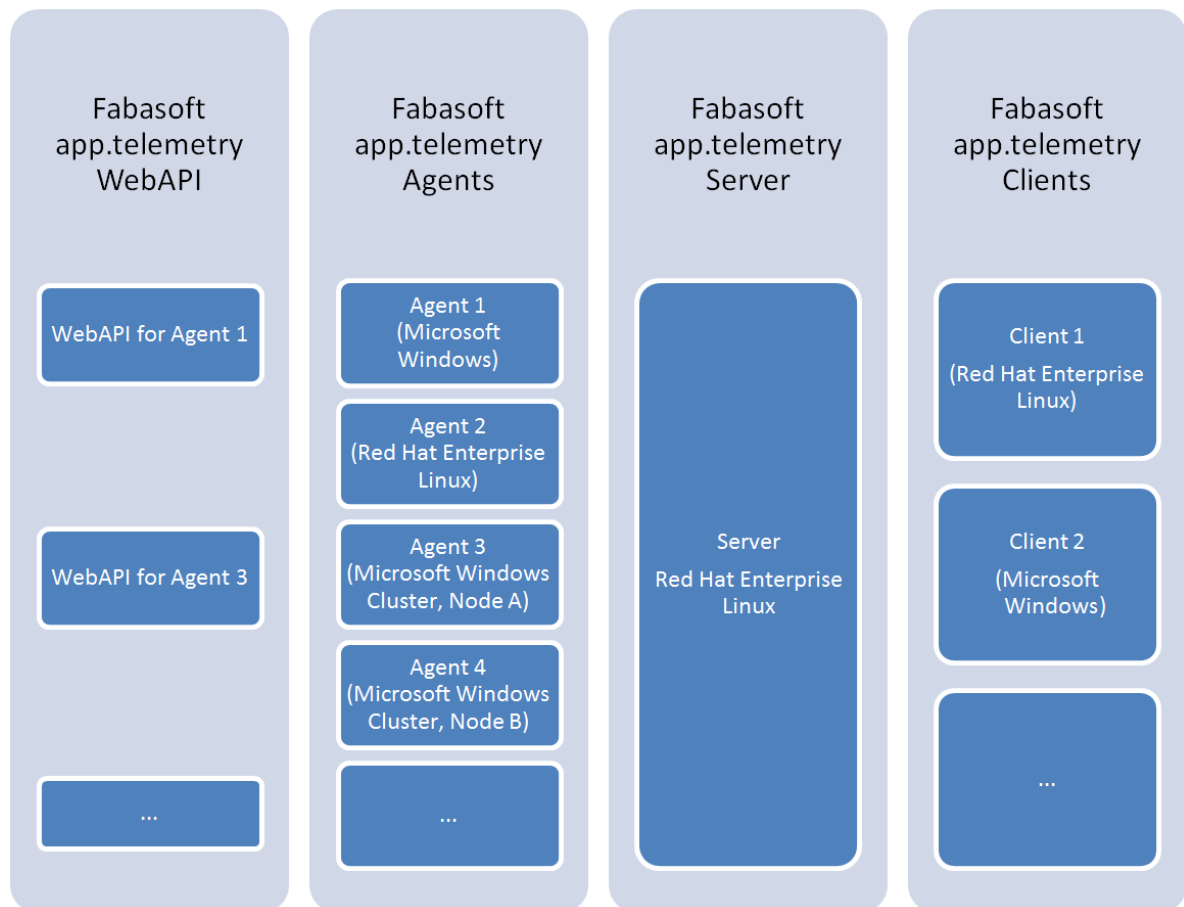 Fabasoft
app.telemetry
WebAPI
WebAPI for Agent 1
WebAPI for Agent 3
...
Fabasoft
app.telemetry
Agents
Agent 1
(Microsoft
Windows)
Agent 2
(Red Hat Enterprise
Linux)
Agent 3
(Microsoft Windows
Cluster, Node A)
Agent 4
(Microsoft Windows
Cluster, Node B)
...
Fabasoft
app.telemetry
Server
Server
Red Hat Enterprise
Linux
Fabasoft
app.telemetry
Clients
Client 1
(Red Hat Enterprise
Linux)
Client 2
(Microsoft
Windows)
...